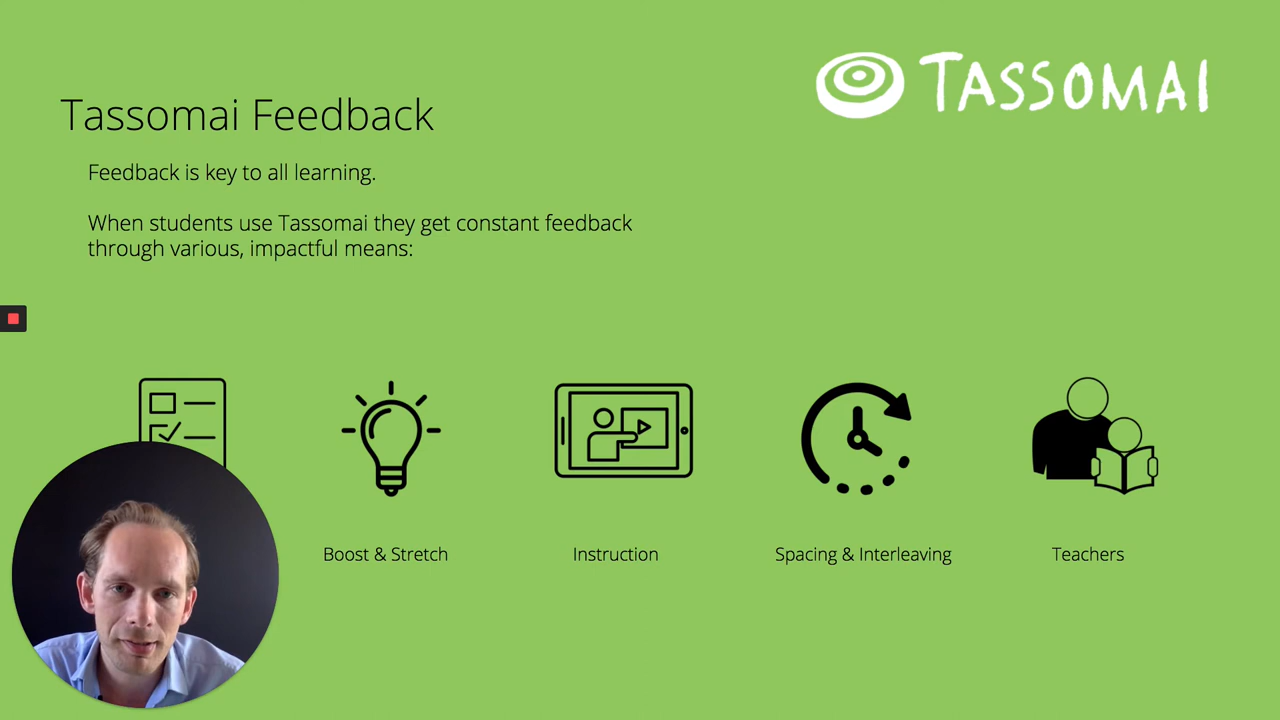 TASSOMAI
Tassomai Feedback
Feedback is key to all learning.
When students use Tassomai they get constant feedback
through various, impactful means:
Boost & Stretch
Instruction
Spacing & Interleaving
Teachers